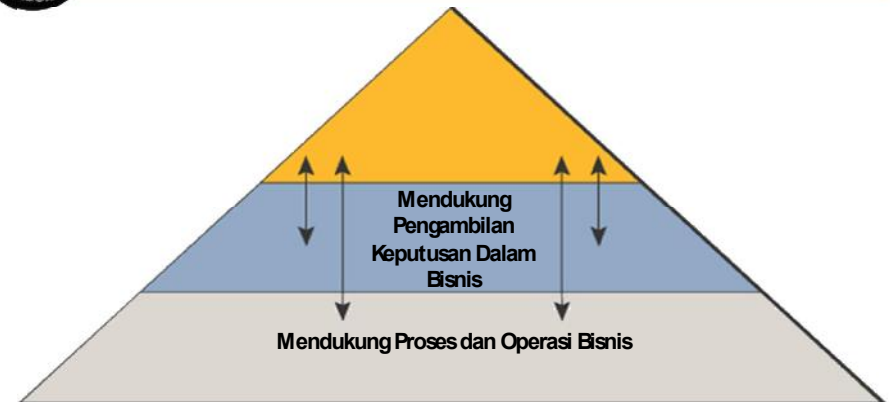 Mendukung
Pengambilan
Keputusan Dalam
Bisnis
Mendukung Proses dan Operasi Bisnis